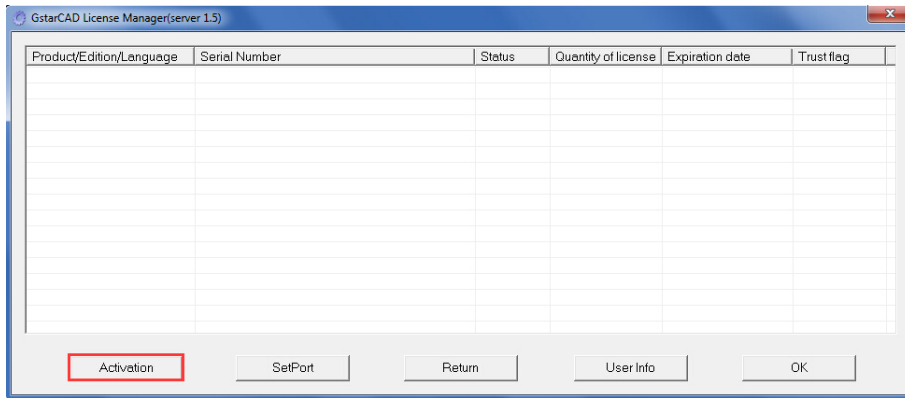 GstarCAD License Manager(server 1.5)
Product/Edition/Language Serial Number Status Quantity of license Expiration date Trust flag
Activation SetPort Return User Info OK